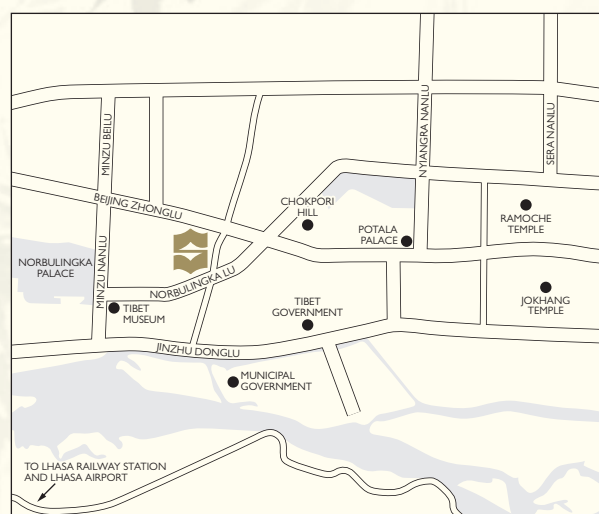 MINZU BEILU
NYIANGRA NANLU
SERA NANLU
BEIJING ZHONGLU
CHOKPORI
HILL
POTALA
PALACE
RAMOCHE
TEMPLE
NORBULINGKA
PALACE
MINZU NANLU
NORBULINGKA LU
TIBET
MUSEUM
TIBET
GOVERNMENT
JOKHANG
TEMPLE
JINZHU DONGLU
MUNICIPAL
GOVERNMENT
TO LHASA RAILWAY STATION
AND LHASA AIRPORT